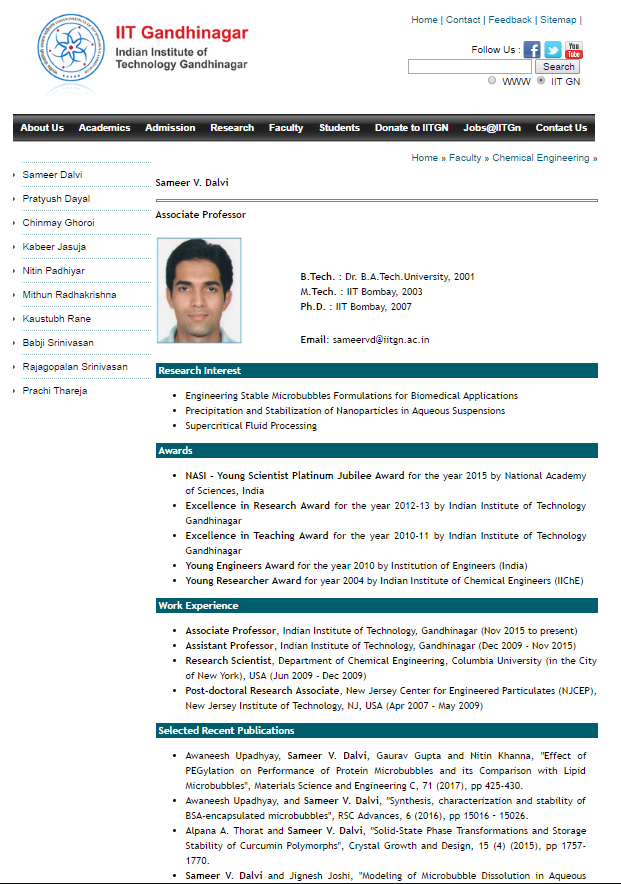 Home | Contact | Feedback | Sitemap |
IIT Gandhinagar
Indian Institute of
Technology Gandhinagar
Follow Us :
You
Tube
Search
WWW IIT GN
About Us Academics Admission Research Faculty Students Donate to IITGN Jobs@IITGn Contact Us
Home » Faculty » Chemical Engineering »
Sameer Dalvi
Pratyush Dayal
Chinmay Ghoroi
Kabeer Jasuja
Nitin Padhiyar
Mithun Radhakrishna
Kaustubh Rane
Babji Srinivasan
Rajagopalan Srinivasan
Prachi Thareja
Sameer V. Dalvi
Associate Professor
B.Tech. : Dr. B.A.Tech.University, 2001
M.Tech. : IIT Bombay, 2003
Ph.D. : IIT Bombay, 2007
Email: sameervd@iitgn.ac.in
Research Interest
• Engineering Stable Microbubbles Formulations for Biomedical Applications
• Precipitation and Stabilization of Nanoparticles in Aqueous Suspensions
• Supercritical Fluid Processing
Awards
• NASI - Young Scientist Platinum Jubilee Award for the year 2015 by National Academy
of Sciences, India
• Excellence in Research Award for the year 2012-13 by Indian Institute of Technology
Gandhinagar
• Excellence in Teaching Award for the year 2010-11 by Indian Institute of Technology
Gandhinagar
• Young Engineers Award for the year 2010 by Institution of Engineers (India)
• Young Researcher Award for year 2004 by Indian Institute of Chemical Engineers (IIChE)
Work Experience
• Associate Professor, Indian Institute of Technology, Gandhinagar (Nov 2015 to present)
• Assistant Professor, Indian Institute of Technology, Gandhinagar (Dec 2009 - Nov 2015)
• Research Scientist, Department of Chemical Engineering, Columbia University (in the City
of New York), USA (Jun 2009 - Dec 2009)
• Post-doctoral Research Associate, New Jersey Center for Engineered Particulates (NJCEP),
New Jersey Institute of Technology, NJ, USA (Apr 2007 - May 2009)
Selected Recent Publications
• Awaneesh Upadhyay, Sameer V. Dalvi, Gaurav Gupta and Nitin Khanna, "Effect of
PEGylation on Performance of Protein Microbubbles and its Comparison with Lipid
Microbubbles", Materials Science and Engineering C, 71 (2017), pp 425-430.
• Awaneesh Upadhyay, and Sameer V. Dalvi, "Synthesis, characterization and stability of
BSA-encapsulated microbubbles", RSC Advances, 6 (2016), pp 15016 - 15026.
• Alpana A. Thorat and Sameer V. Dalvi, "Solid-State Phase Transformations and Storage
Stability of Curcumin Polymorphs", Crystal Growth and Design, 15 (4) (2015), pp 1757-
1770.
• Sameer V. Dalvi and Jignesh Joshi, "Modeling of Microbubble Dissolution in Aqueous